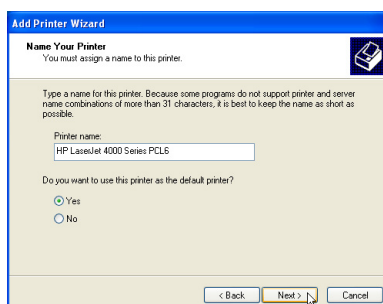 Add Printer Wizard
Name Your Printer
You must assign a name to this printer.
Type a name for this printer. Because some programs do not support printer and server
name combinations of more than 31 characters, it is best to keep the name as short as
possible.
Printer name:
HP LaserJet 4000 Series PCL6
Do you want to use this printer as the default printer?
Yes
No
< Back Next > Cancel